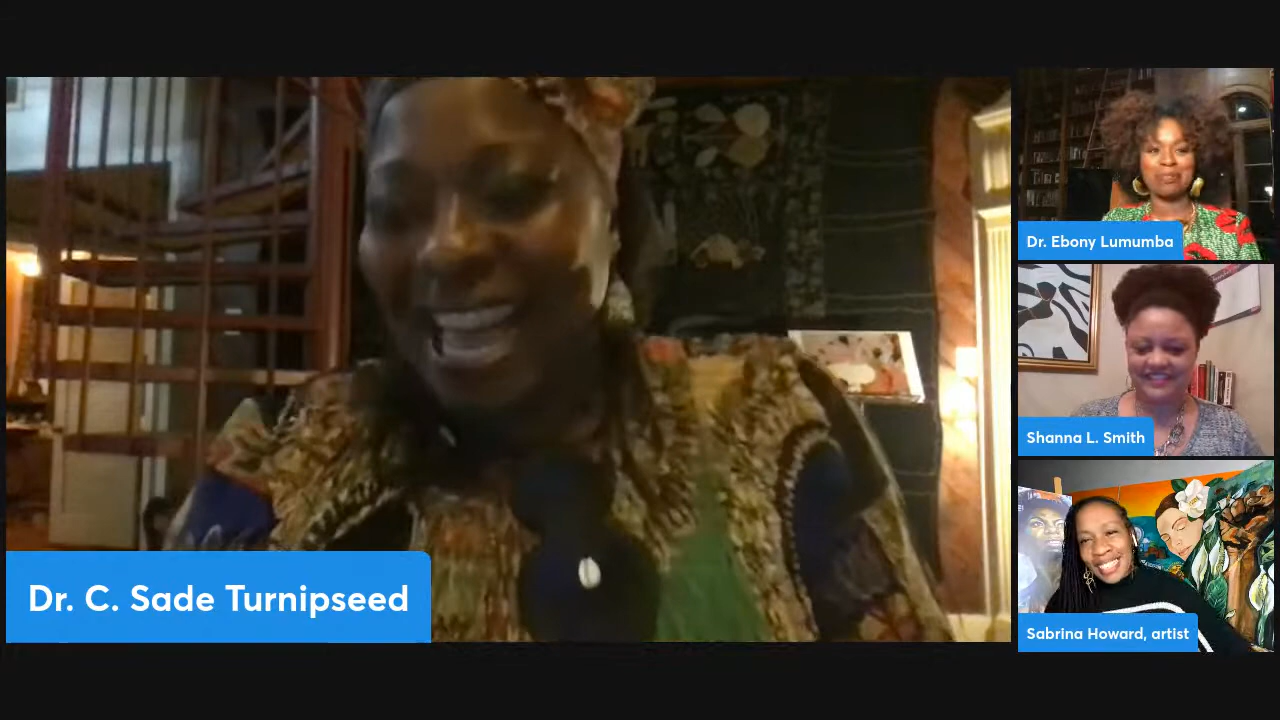 Dr. C. Sade Turnipseed
Dr. Ebony Lumumba
Shanna L. Smith
Sabrina Howard, artist